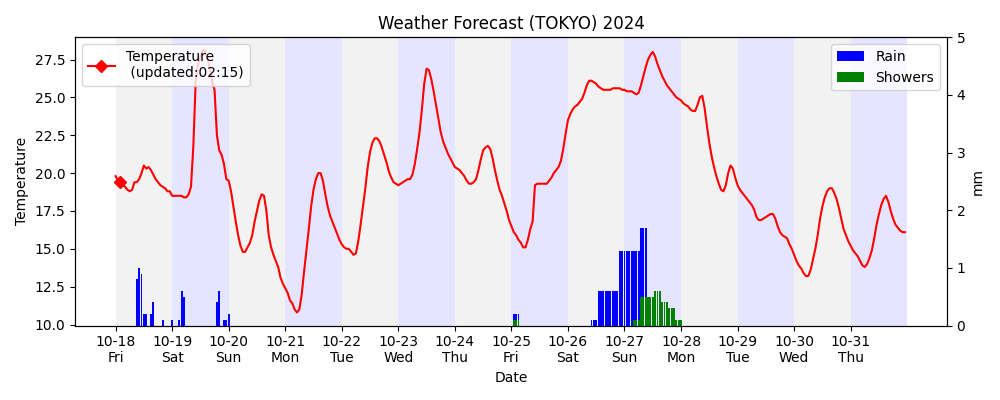 Weather Forecast (TOKYO) 2024
Temperature
(updated:02:15)
Rain
Showers
27.5
25.0
22.5
20.0
17.5
15.0
12.5
10.0
Temperature
5
4
3
2
1
0
mm
10-18 10-19 10-20 10-21 10-22 10-23 10-24 10-25 10-26 10-27 10-28 10-29 10-30 10-31
Fri Sat Sun Mon Tue Wed Thu Fri Sat Sun Mon Tue Wed Thu
Date